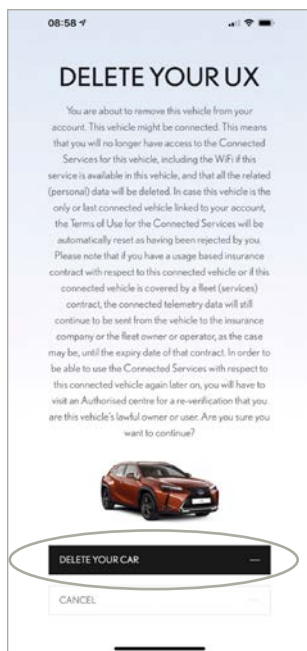 08:58
DELETE YOUR UX
You are about to remove this vehicle from your
account. This vehicle might be connected. This means
that you will no longer have access to the Connected
Services for this vehicle, including the WiFi if this
service is available in this vehicle, and that all the related
(personal) data will be deleted. In case this vehicle is the
only or last connected vehicle linked to your account,
the Terms of Use for the Connected Services will be
automatically reset as having been rejected by you.
Please note that if you have a usage based insurance
contract with respect to this connected vehicle or if this
connected vehicle is covered by a fleet (services)
contract, the connected telemetry data will still
continue to be sent from the vehicle to the insurance
company or the fleet owner or operator, as the case
may be, until the expiry date of that contract. In order to
be able to use the Connected Services with respect to
this connected vehicle again later on, you will have to
visit an Authorised centre for a re-verification that you
are this vehicle's lawful owner or user. Are you sure you
want to continue?
DELETE YOUR CAR
CANCEL